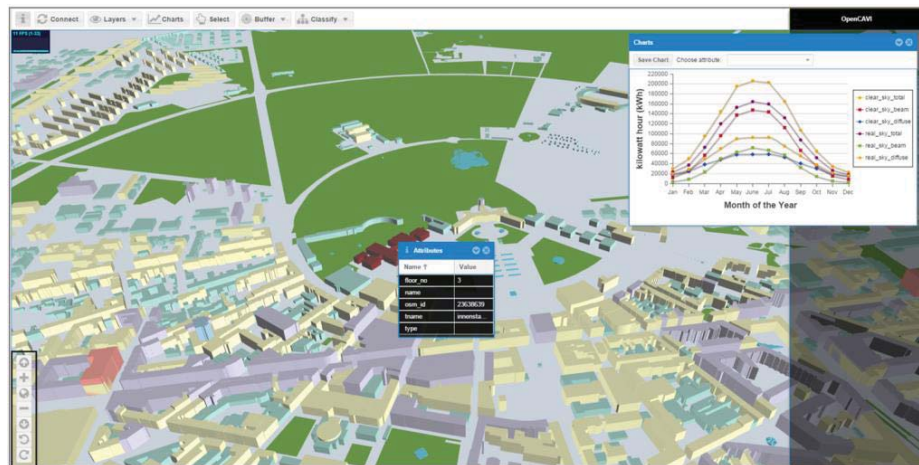 Connect Layers Charts Select Buffer Classify
OpenCAVI
Charts
Save Chart Choose attribute:
220000
200000
180000
160000
140000
120000
100000
80000
60000
40000
20000
0
kilowatt hour (kWh)
Jan Feb Mar Apr May June Jul Aug Sep Oct Nov Dec
Month of the Year
clear_sky_total
clear_sky_beam
clear_sky_diffuse
real_sky_total
real_sky_beam
real_sky_diffuse
Attributes
Name Value
floor_no 3
name
osm_id 23638639
tname innensta...
type